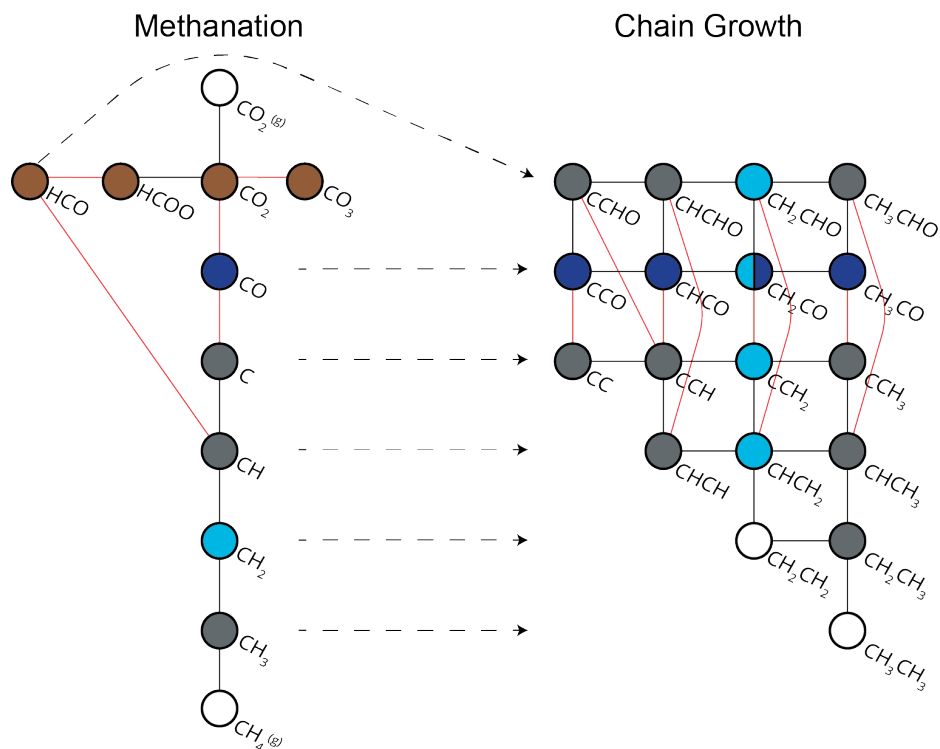 Methanation
Chain Growth
CO₂(g)
HCO
HCOO
CO₂
CO₃
CCHO
CHCHO
CH₂CHO
CH₃CHO
CO
CCO
CHCO
CH₂CO
CH₃CO
C
CC
CCH
CCH₂
CCH₃
CH
CHCH
CHCH₂
CHCH₃
CH₂
CH₂CH₂
CH₂CH₃
CH₃
CH₃CH₃
CH₄(g)